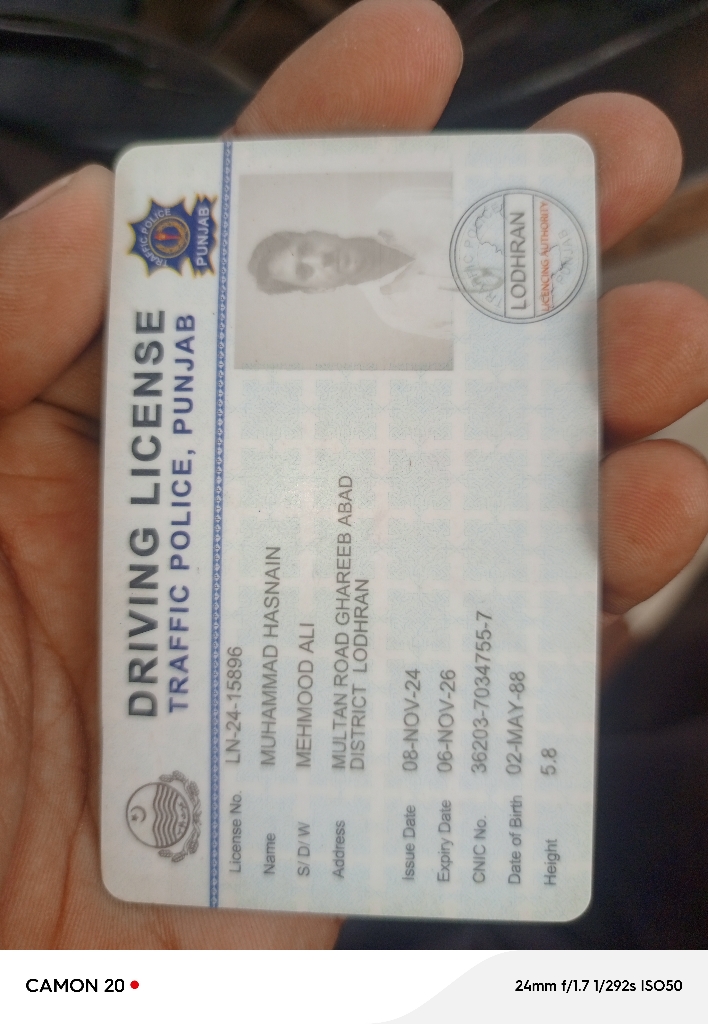 DRIVING LICENSE
TRAFFIC POLICE, PUNJAB
TRAFFIC POLICE
PUNJAB
License No. LN-24-15896
Name MUHAMMAD HASNAIN
S/ D/ W MEHMOOD ALI
Address MULTAN ROAD GHAREEB ABAD
DISTRICT LODHRAN
Issue Date 08-NOV-24
Expiry Date 06-NOV-26
CNIC No. 36203-7034755-7
Date of Birth 02-MAY-88
Height 5.8
LODHRAN
LICENCING AUTHORITY
CAMON 20
24mm f/1.7 1/292s ISO50